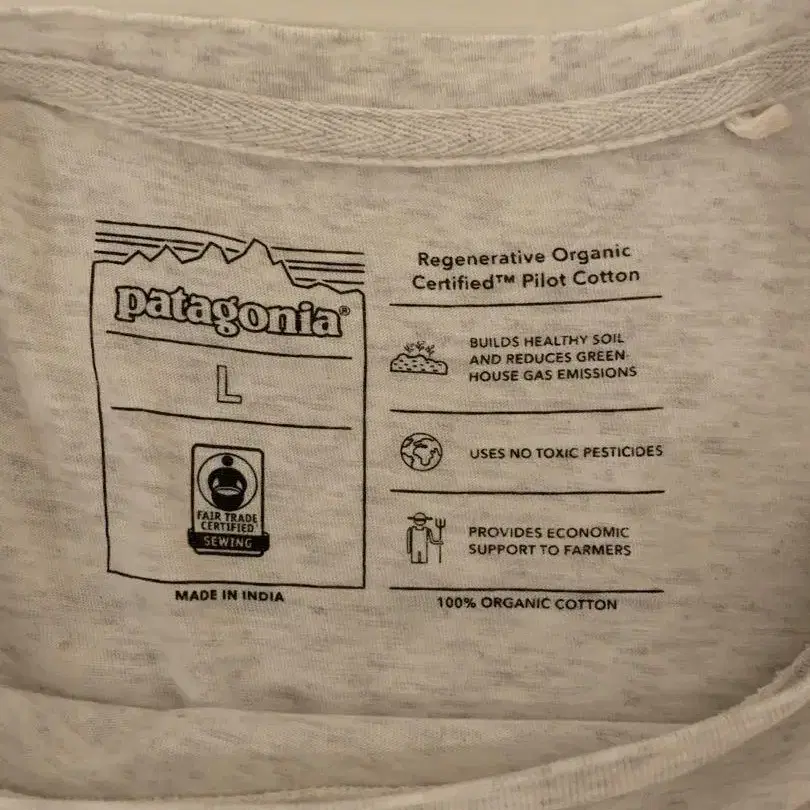 patagonia®
L
FAIR TRADE
CERTIFIED
SEWING
MADE IN INDIA
Regenerative Organic
Certified™ Pilot Cotton
BUILDS HEALTHY SOIL
AND REDUCES GREEN-
HOUSE GAS EMISSIONS
USES NO TOXIC PESTICIDES
PROVIDES ECONOMIC
SUPPORT TO FARMERS
100% ORGANIC COTTON